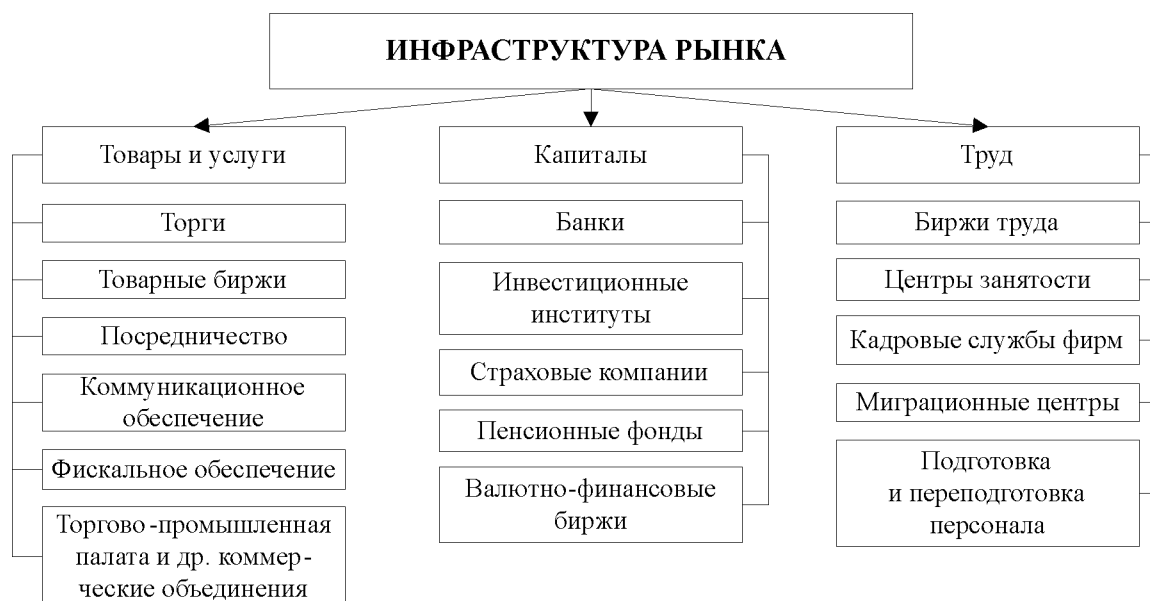 ИНФРАСТРУКТУРА РЫНКА
Товары и услуги
Торги
Товарные биржи
Посредничество
Коммуникационное
обеспечение
Фискальное обеспечение
Торгово-промышленная
палата и др. коммер-
ческие объединения
Капиталы
Банки
Инвестиционные
институты
Страховые компании
Пенсионные фонды
Валютно-финансовые
биржи
Труд
Биржи труда
Центры занятости
Кадровые службы фирм
Миграционные центры
Подготовка
и переподготовка
персонала